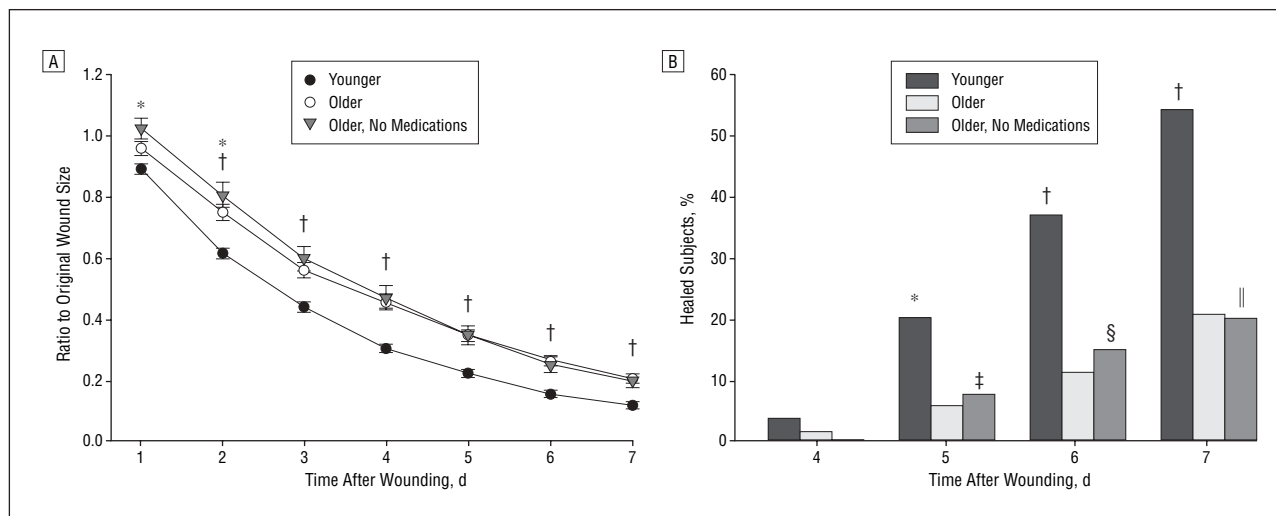 A
1.2
1.0
0.8
0.6
0.4
0.2
0.0
Ratio to Original Wound Size
Younger
Older
Older, No Medications
*
*
†
†
†
†
†
†
1 2 3 4 5 6 7
Time After Wounding, d
B
60
50
40
30
20
10
0
Healed Subjects, %
Younger
Older
Older, No Medications
*
‡
†
§
†
||
4 5 6 7
Time After Wounding, d